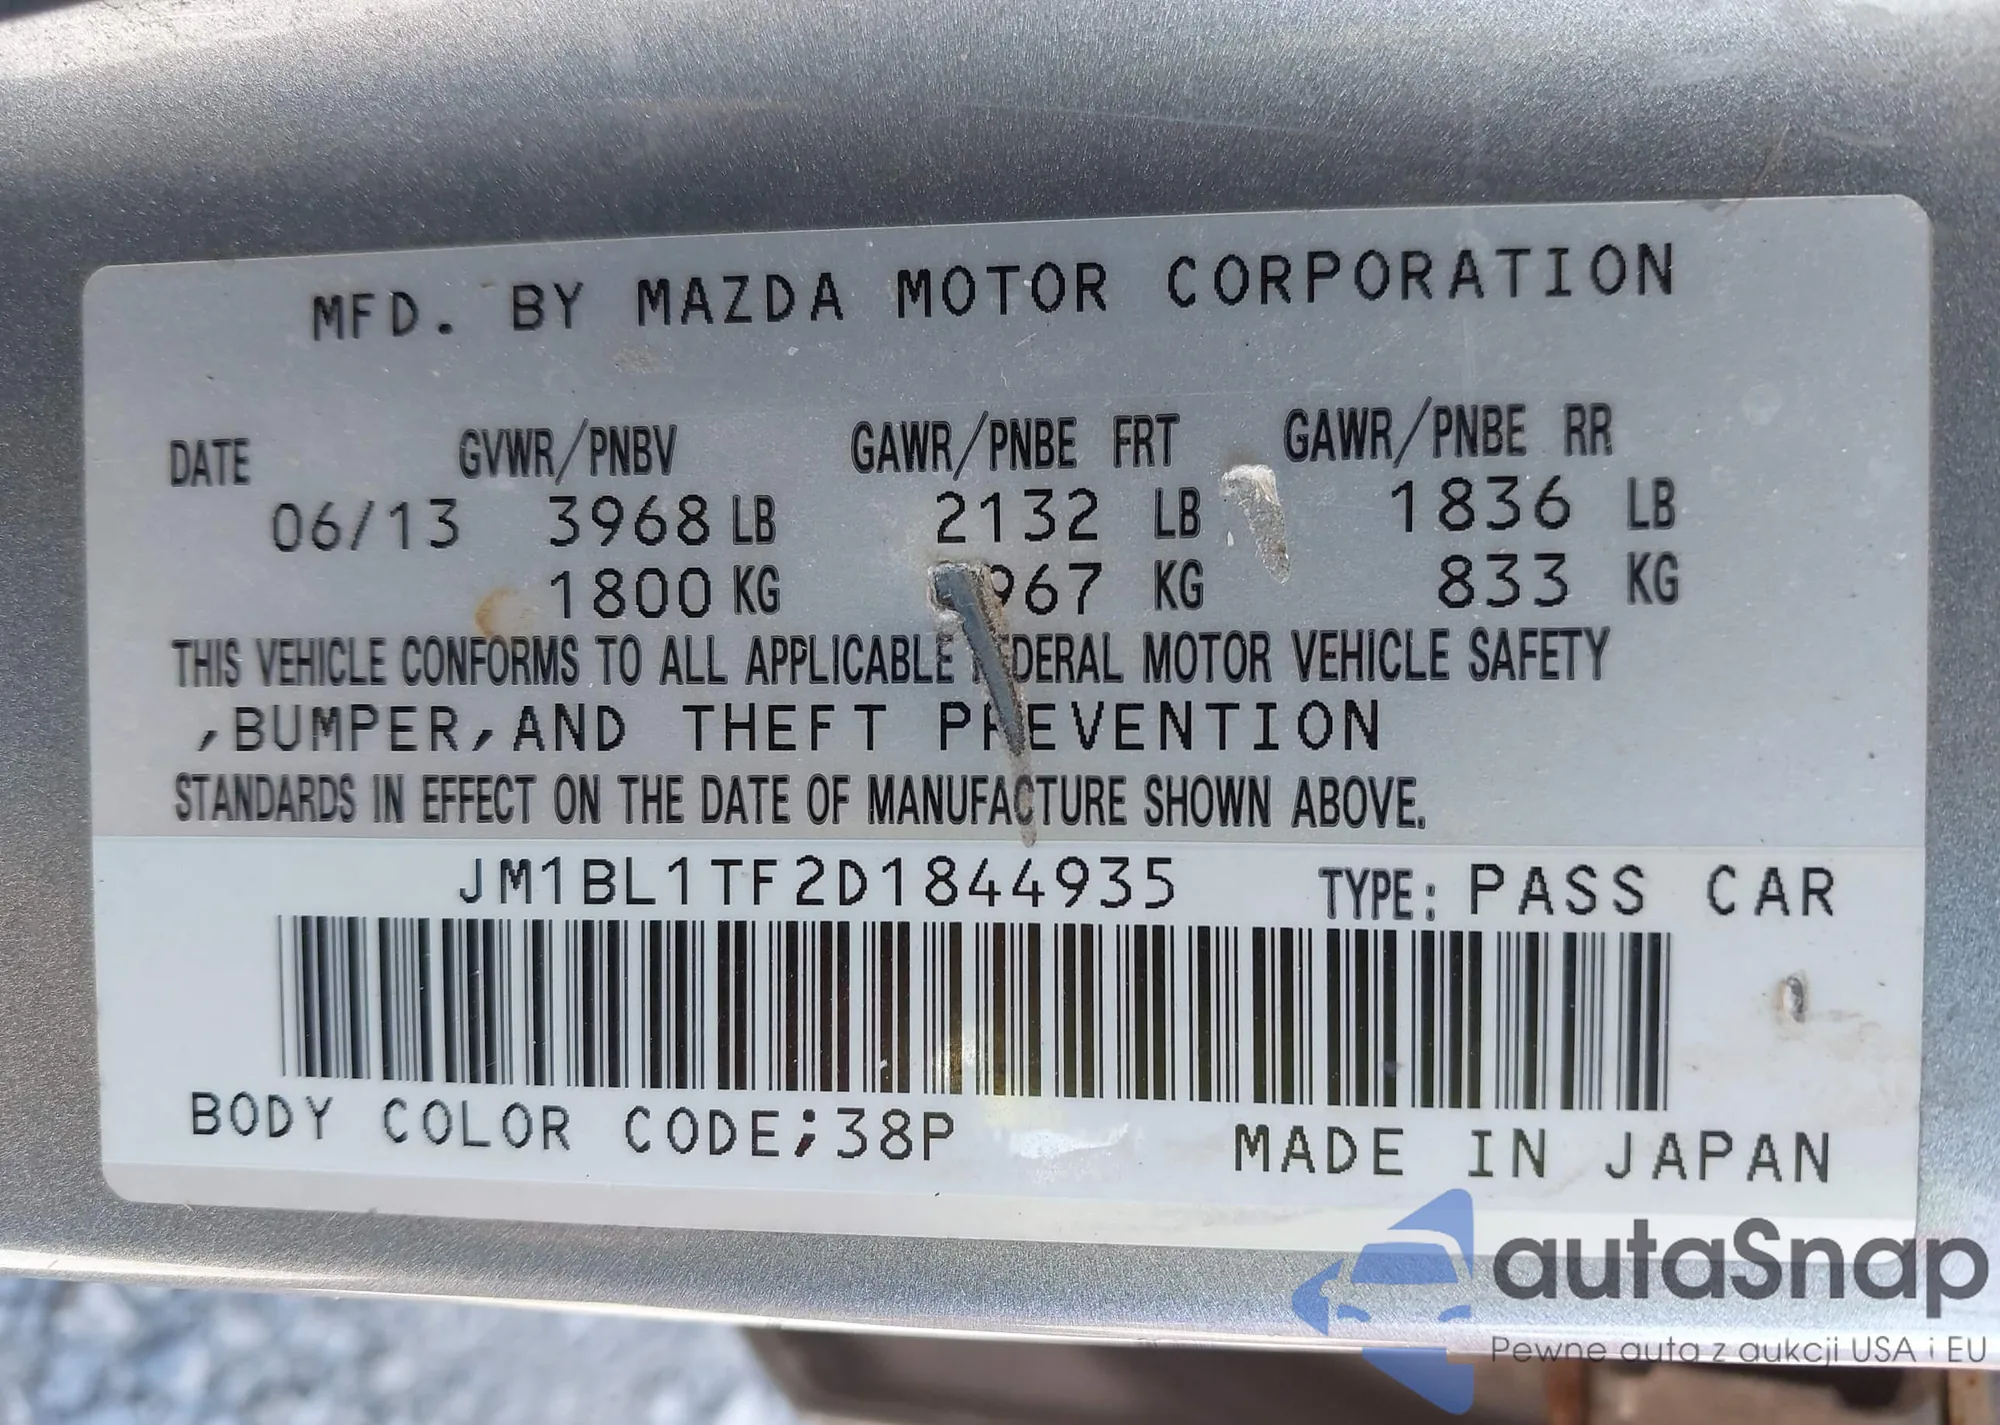 MFD. BY MAZDA MOTOR CORPORATION
DATE GVWR/PNBV GAWR/PNBE FRT GAWR/PNBE RR
06/13 3968 LB 2132 LB 1836 LB
1800 KG 967 KG 833 KG
THIS VEHICLE CONFORMS TO ALL APPLICABLE FEDERAL MOTOR VEHICLE SAFETY
,BUMPER,AND THEFT PREVENTION
STANDARDS IN EFFECT ON THE DATE OF MANUFACTURE SHOWN ABOVE.
JM1BL1TF2D1844935 TYPE: PASS CAR
BODY COLOR CODE;38P MADE IN JAPAN
autaSnap
Pewne auta z aukcji USA i EU